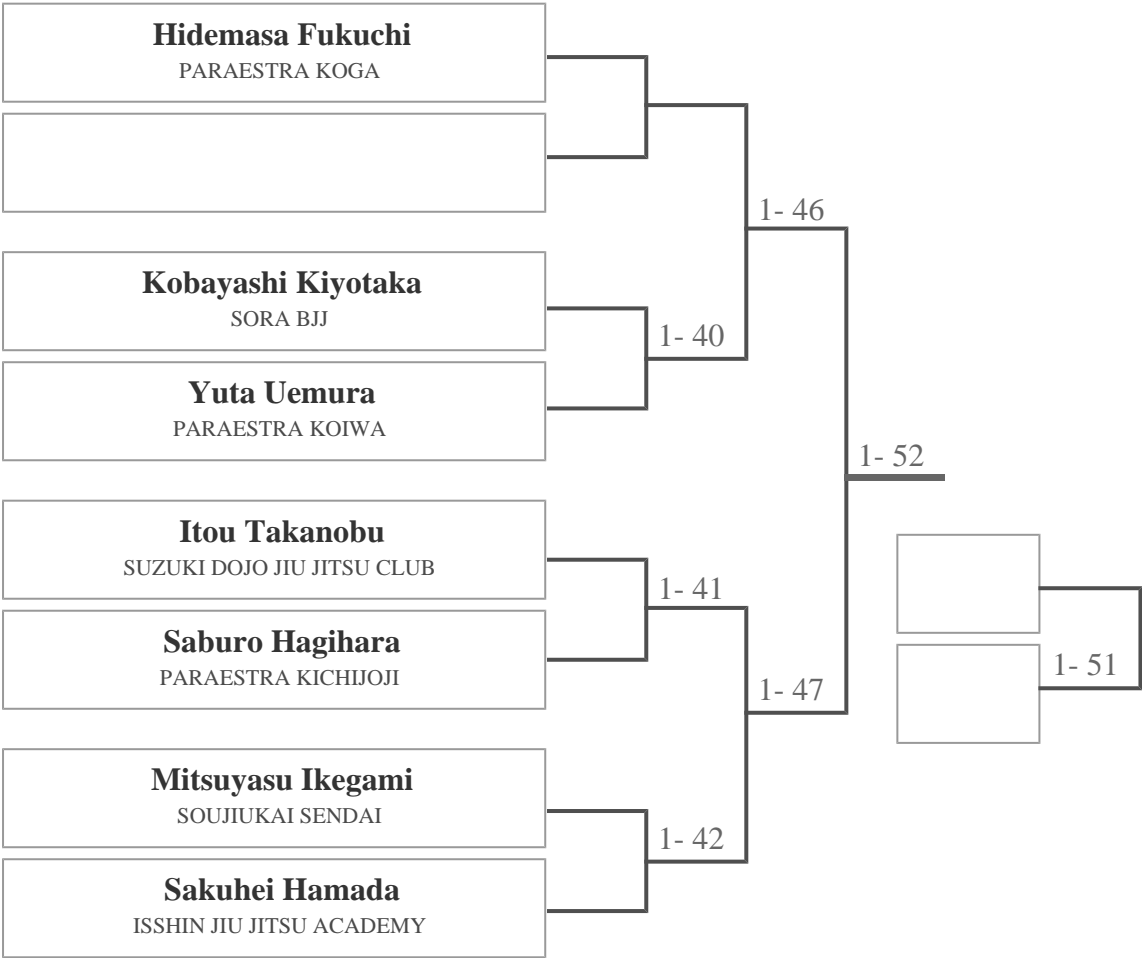 Hidemasa Fukuchi
PARAESTRA KOGA
1- 46
Kobayashi Kiyotaka
SORA BJJ
1- 40
Yuta Uemura
PARAESTRA KOIWA
1- 52
Itou Takanobu
SUZUKI DOJO JIU JITSU CLUB
1- 41
Saburo Hagihara
PARAESTRA KICHIJOJI
1- 51
1- 47
Mitsuyasu Ikegami
SOUJIUKAI SENDAI
1- 42
Sakuhei Hamada
ISSHIN JIU JITSU ACADEMY